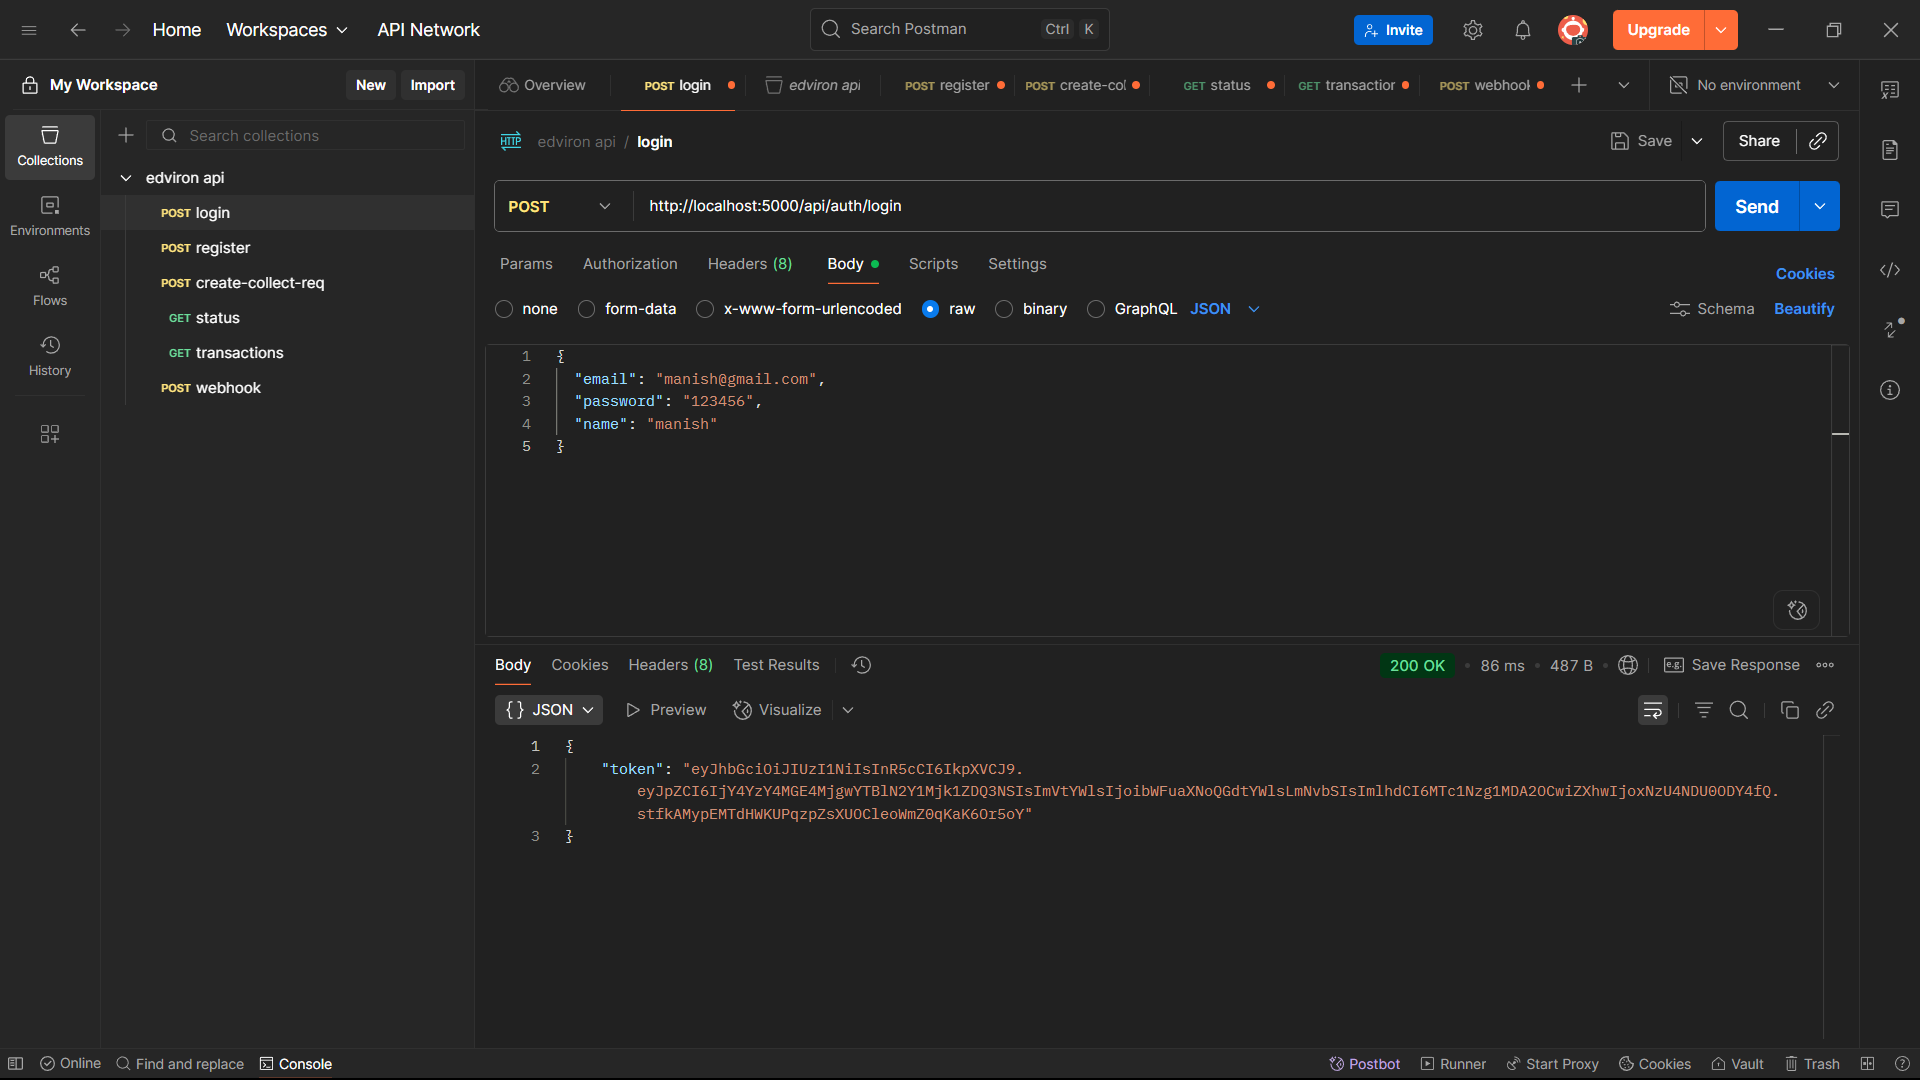 Home Workspaces API Network Search Postman Ctrl K Invite Upgrade
My Workspace New Import
Overview POST login edviron api POST register POST create-col GET status GET transaction POST webhook No environment
Collections
Environments
Flows
History
Search collections
edviron api
POST login
POST register
POST create-collect-req
GET status
GET transactions
POST webhook
HTTP edviron api / login Save Share
POST http://localhost:5000/api/auth/login Send
Params Authorization Headers (8) Body Scripts Settings Cookies
none form-data x-www-form-urlencoded raw binary GraphQL JSON Schema Beautify
1 {
2 "email": "manish@gmail.com",
3 "password": "123456",
4 "name": "manish"
5 }
Body Cookies Headers (8) Test Results 200 OK • 86 ms • 487 B • e.g. Save Response
{} JSON Preview Visualize
1 {
2 "token": "eyJhbGciOiJIUzI1NiIsInR5cCI6IkpXVCJ9.
eyJpZCI6IjY4YzY4MGE4MjgwYTBlN2Y1Mjk1ZDQ3NSIsImVtYWlsIjoibWFuaXNoQGdtYWlsLmNvbSIsImlhdCI6MTc1Nzg1MDA2OCwiZXhwIjoxNzU4NDU0ODY4fQ.
stfkAMypEMTdHWKUPqzpZsXUOCleoWmZ0qKaK6Or5oY"
3 }
Online Find and replace Console Postbot Runner Start Proxy Cookies Vault Trash